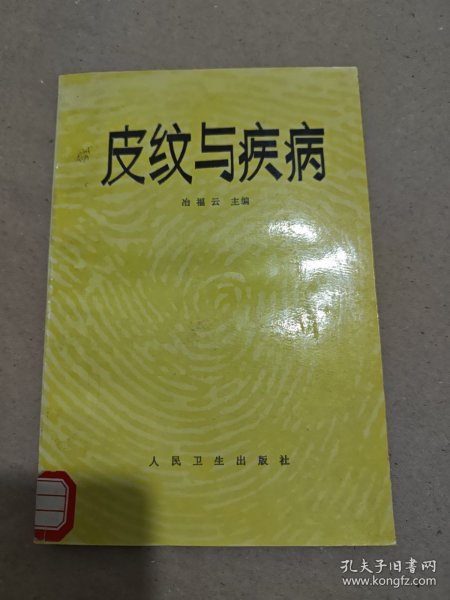 皮纹与疾病
冶福云 主编
人民卫生出版社
孔夫子旧书网
www.kongfz.com